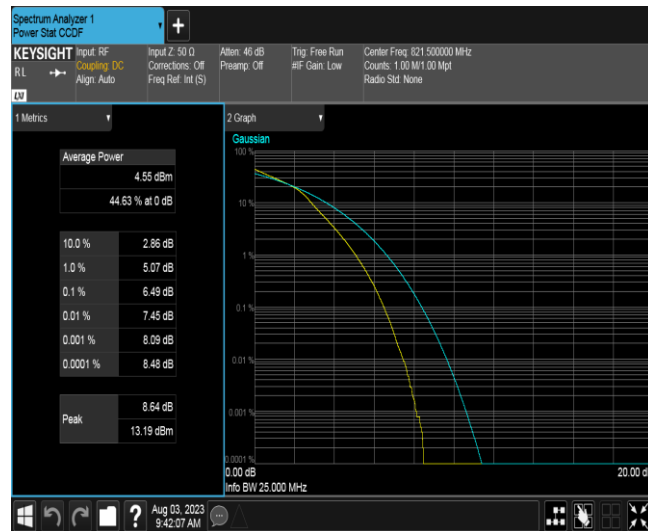 Spectrum Analyzer 1
Power Stat CCDF
+
KEYSIGHT
RL
LXI
Input: RF
Coupling: DC
Align: Auto
Input Z: 50 Ω
Corrections: Off
Freq Ref: Int (S)
Atten: 46 dB
Preamp: Off
Trig: Free Run
#IF Gain: Low
Center Freq: 821.500000 MHz
Counts: 1.00 M/1.00 Mpt
Radio Std: None
1 Metrics
Average Power
4.55 dBm
44.63 % at 0 dB
10.0 % 2.86 dB
1.0 % 5.07 dB
0.1 % 6.49 dB
0.01 % 7.45 dB
0.001 % 8.09 dB
0.0001 % 8.48 dB
Peak
8.64 dB
13.19 dBm
2 Graph
Gaussian
100 %
10 %
1 %
0.1 %
0.01 %
0.001 %
0.0001 %
0.00 dB
20.00 d
Info BW 25.000 MHz
?
Aug 03, 2023
9:42:07 AM